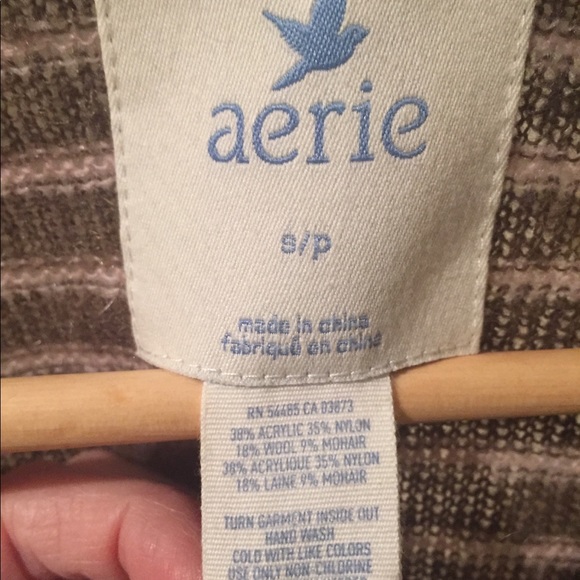 aerie
s/p
made in china
fabriqué en chine
RN 54485 CA 03873
38% ACRYLIC 35% NYLON
18% WOOL 9% MOHAIR
38% ACRYLIQUE 35% NYLON
18% LAINE 9% MOHAIR
TURN GARMENT INSIDE OUT
HAND WASH
COLD WITH LIKE COLORS
USE ONLY NON-CHLORINE